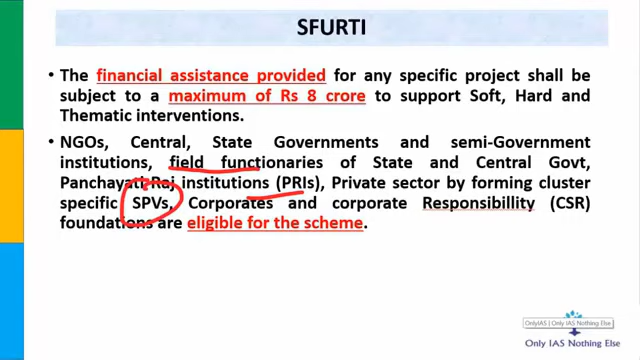 SFURTI
• The financial assistance provided for any specific project shall be
subject to a maximum of Rs 8 crore to support Soft, Hard and
Thematic interventions.
• NGOs, Central, State Governments and semi-Government
institutions, field functionaries of State and Central Govt,
Panchayati Raj institutions (PRIs), Private sector by forming cluster
specific SPVs, Corporates and corporate Responsibillity (CSR)
foundations are eligible for the scheme.
OnlyIAS | Only IAS Nothing Else
Only IAS Nothing Else